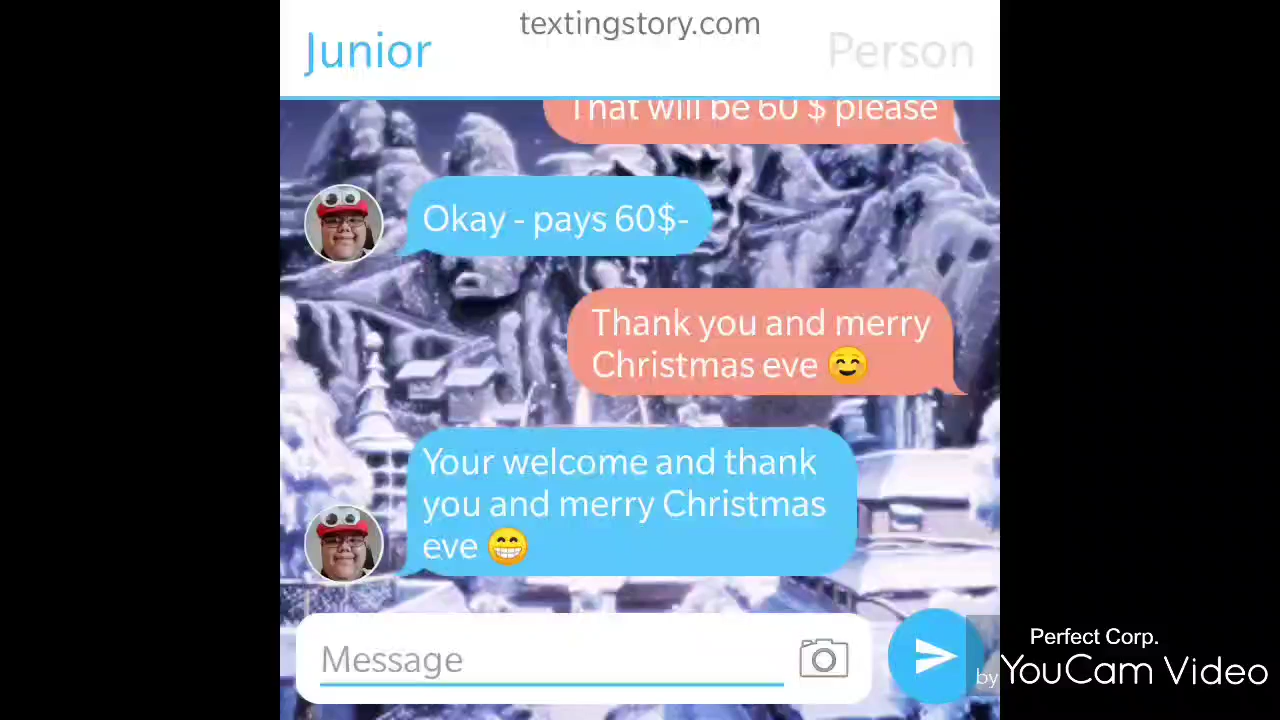 textingstory.com
Junior
Person
That will be 60 $ please
Okay - pays 60$-
Thank you and merry
Christmas eve ☺️
Your welcome and thank
you and merry Christmas
eve 😁
Message
Perfect Corp.
by YouCam Video